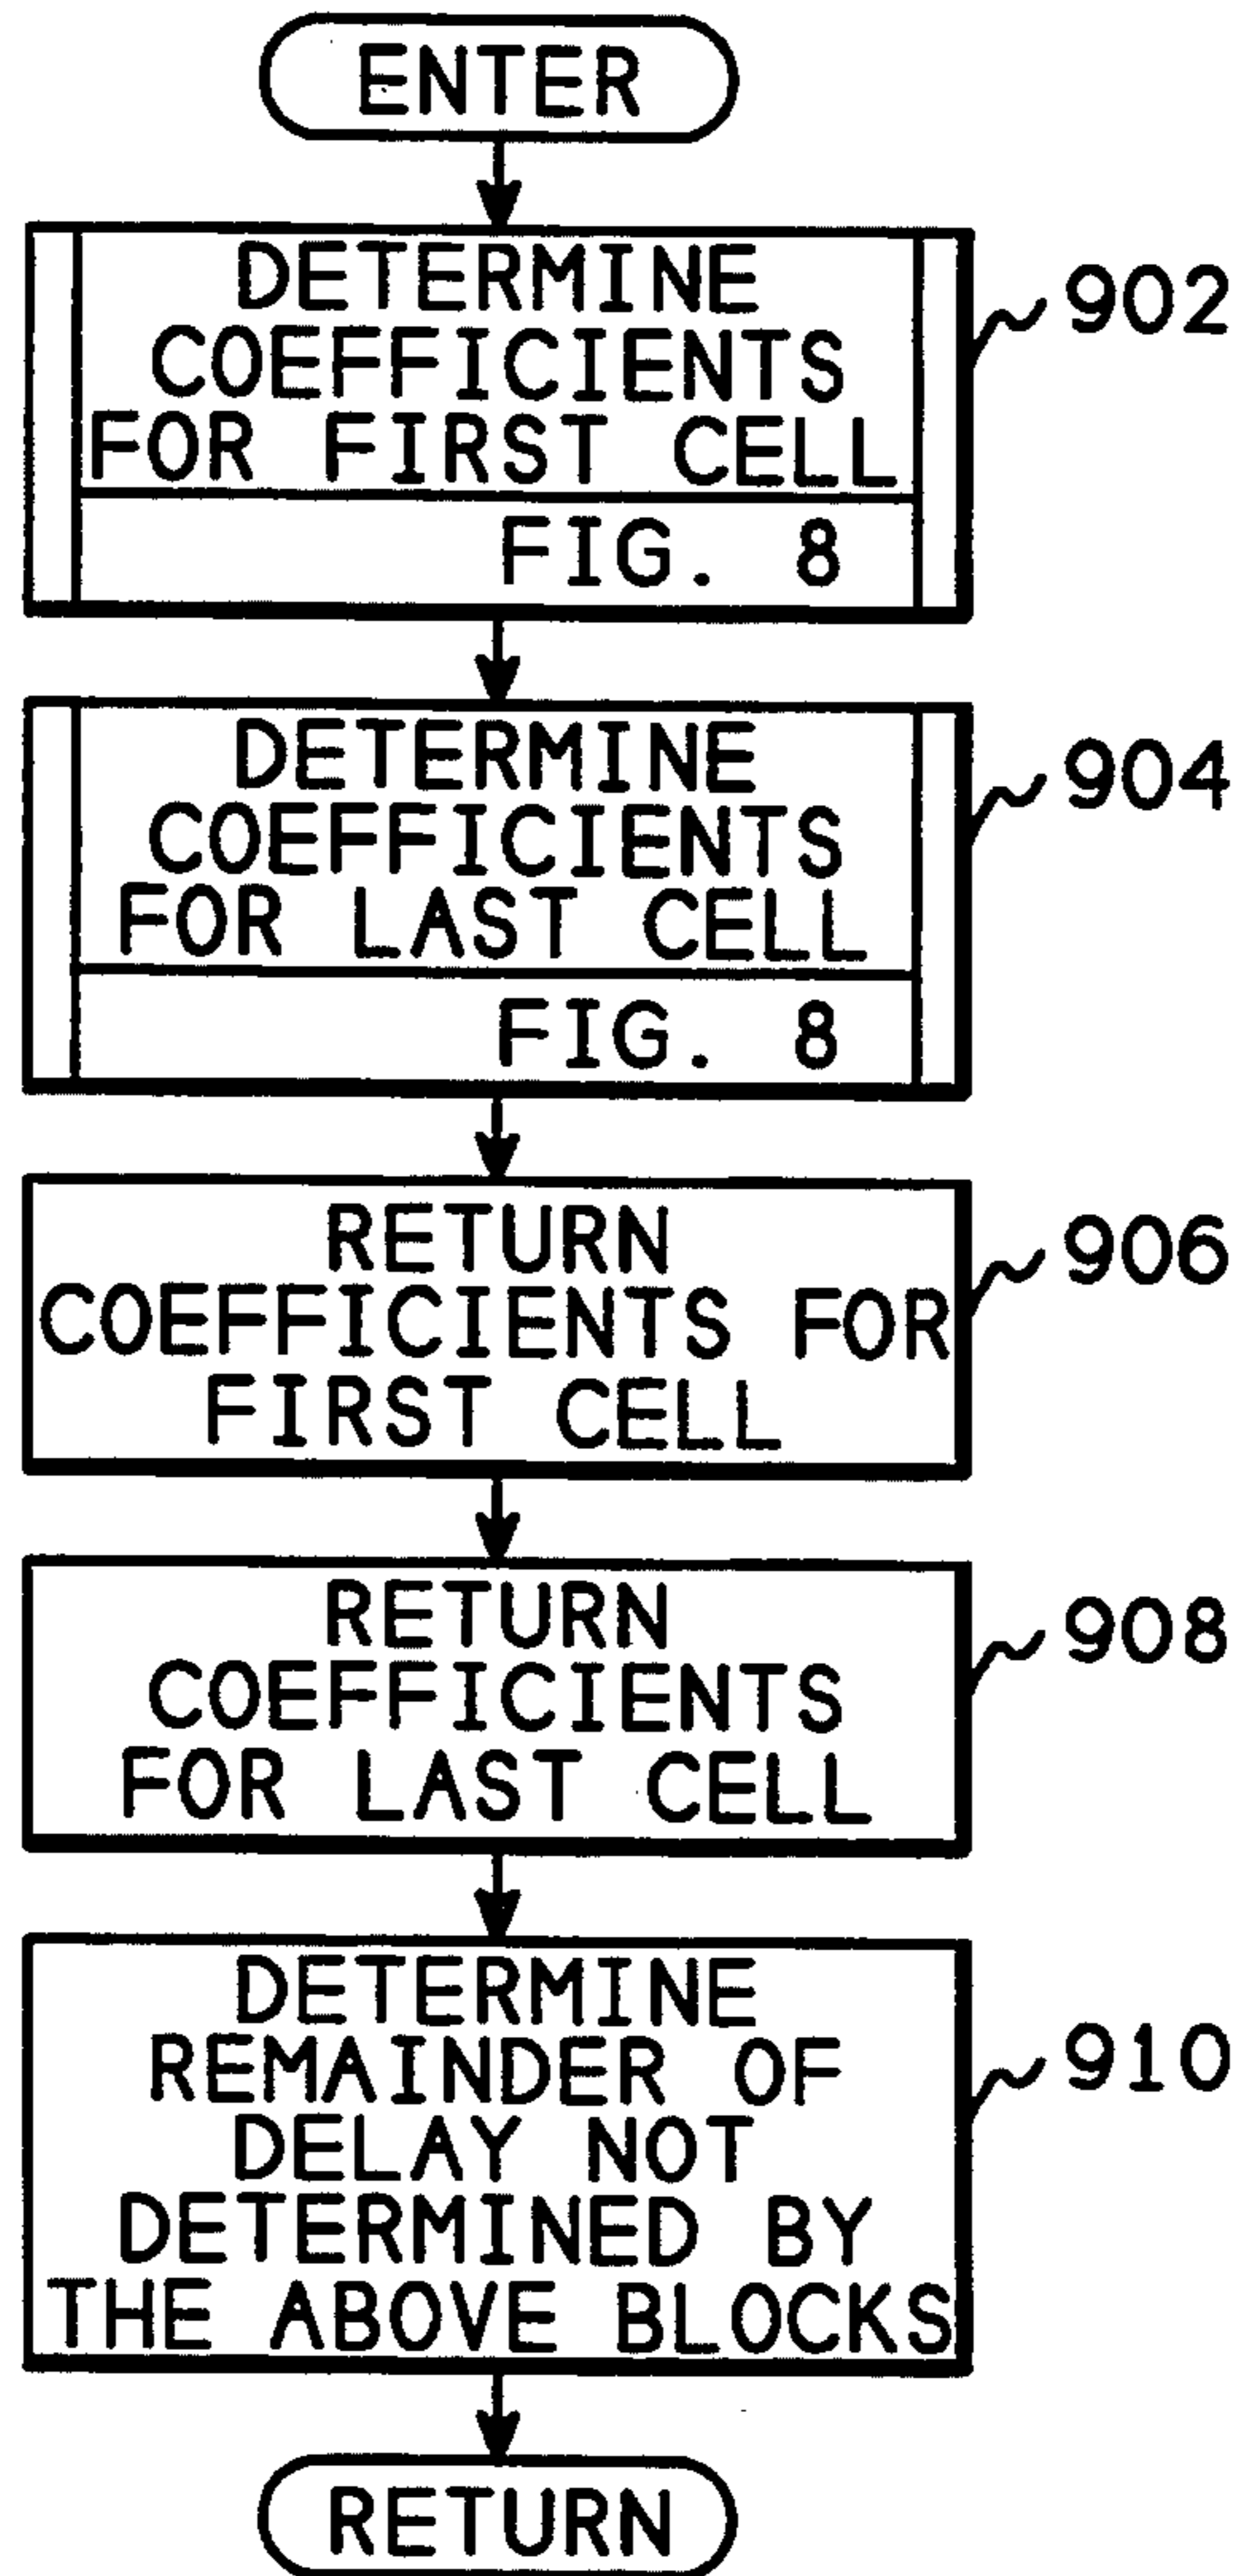 ENTER
DETERMINE
COEFFICIENTS
FOR FIRST CELL
FIG. 8
902
DETERMINE
COEFFICIENTS
FOR LAST CELL
FIG. 8
904
RETURN
COEFFICIENTS FOR
FIRST CELL
906
RETURN
COEFFICIENTS
FOR LAST CELL
908
DETERMINE
REMAINDER OF
DELAY NOT
DETERMINED BY
THE ABOVE BLOCKS
910
RETURN